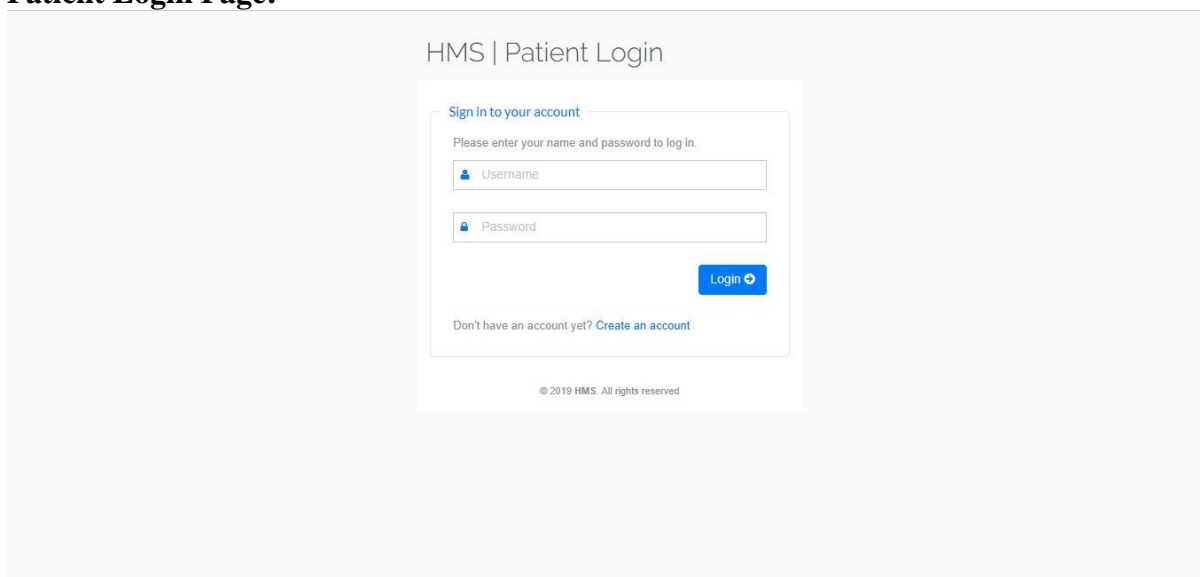 Patient Login Page:
HMS | Patient Login
Sign in to your account
Please enter your name and password to log in.
Username
Password
Login
Don't have an account yet? Create an account
© 2019 HMS. All rights reserved